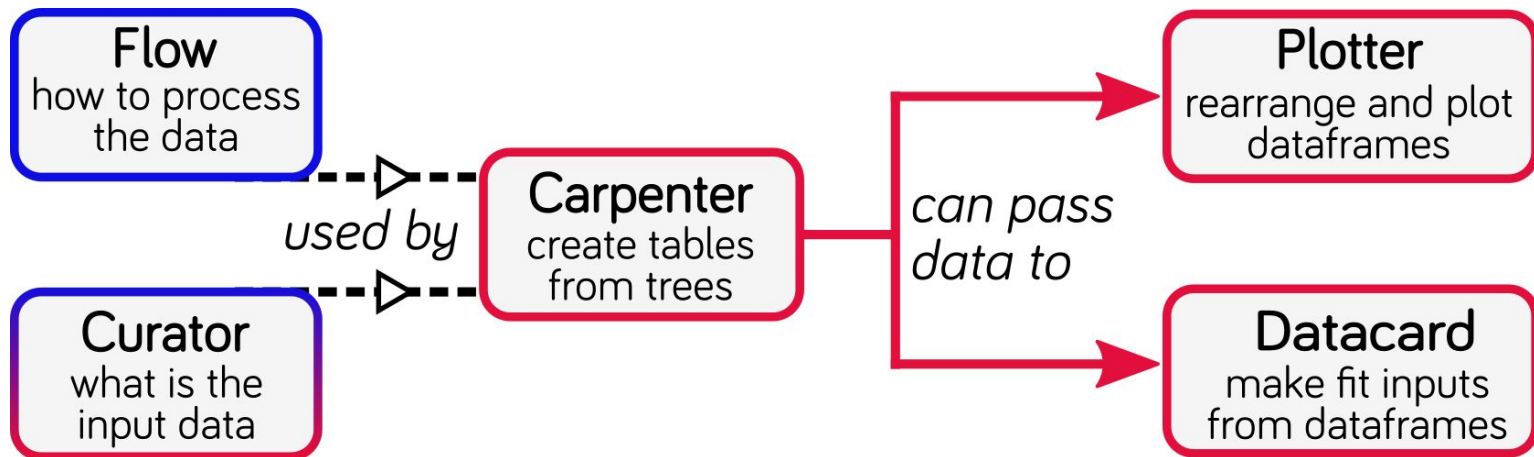 Flow
how to process
the data
Curator
what is the
input data
used by
Carpenter
create tables
from trees
can pass
data to
Plotter
rearrange and plot
dataframes
Datacard
make fit inputs
from dataframes